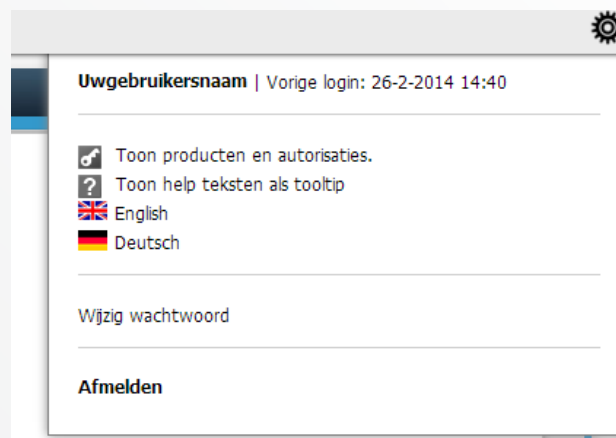 Uwgebruikersnaam | Vorige login: 26-2-2014 14:40
Toon producten en autorisaties.
? Toon help teksten als tooltip
English
Deutsch
Wijzig wachtwoord
Afmelden